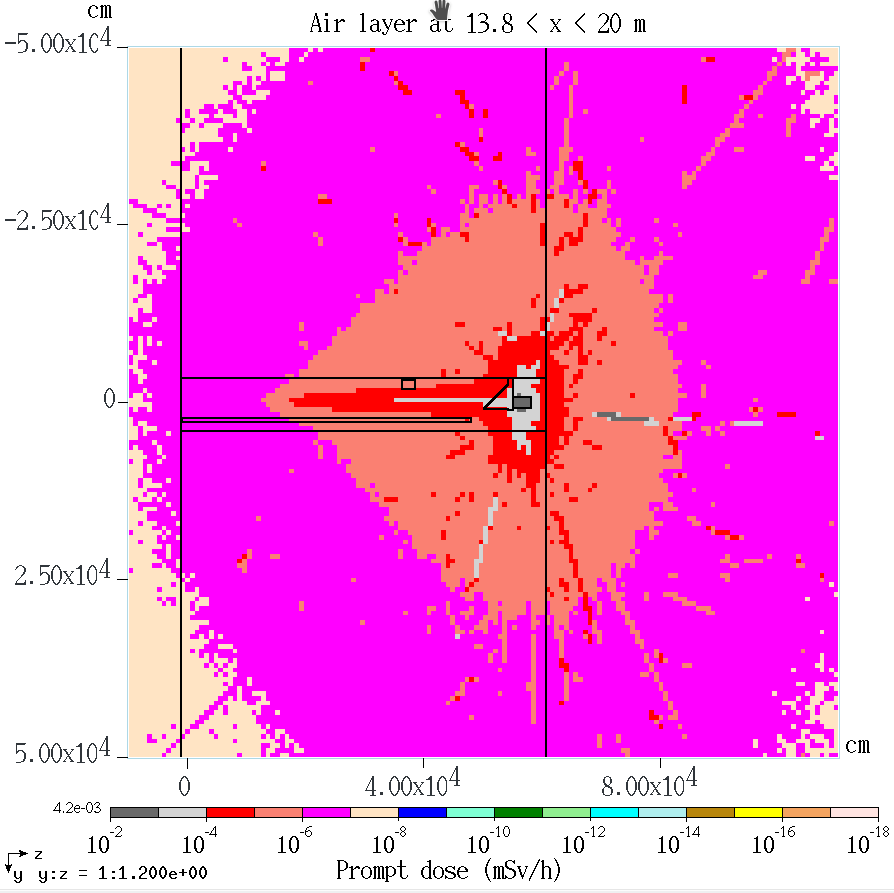 cm
Air layer at 13.8 < x < 20 m
-5.00x10^4
-2.50x10^4
0
2.50x10^4
5.00x10^4
cm
0 4.00x10^4 8.00x10^4
4.2e-03
10^-2 10^-4 10^-6 10^-8 10^-10 10^-12 10^-14 10^-16 10^-18
z
y y:z = 1:1.200e+00
Prompt dose (mSv/h)